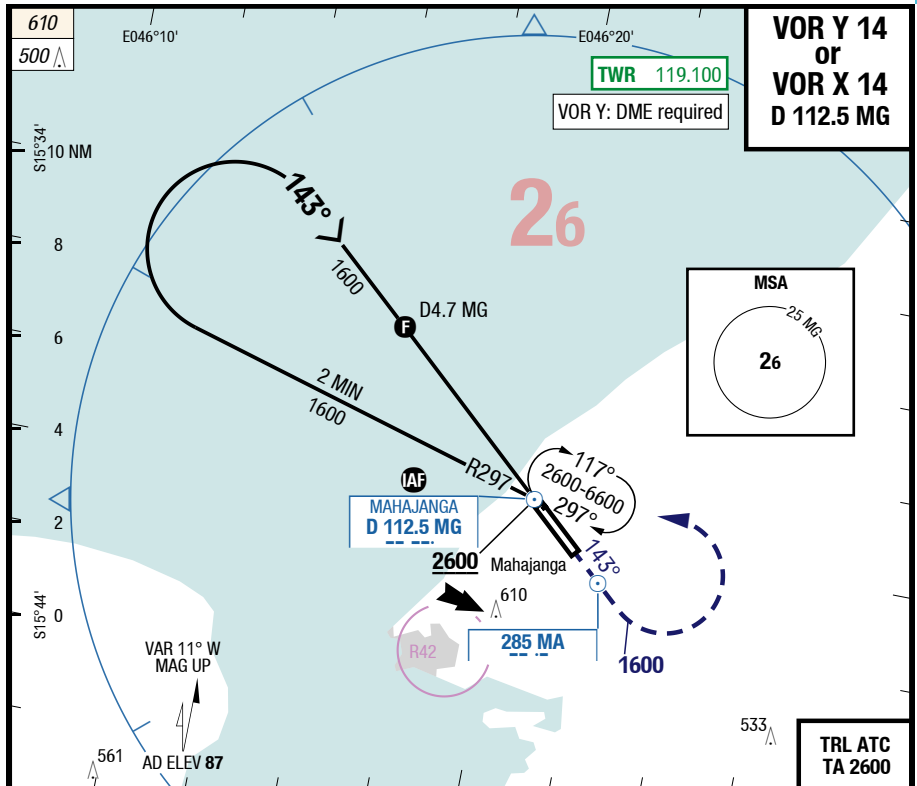 610
500
E046°10'
E046°20'
VOR Y 14
or
VOR X 14
D 112.5 MG
TWR 119.100
VOR Y: DME required
S15°34'
10 NM
8
6
4
2
0
S15°44'
26
143°
1600
F
D4.7 MG
MSA
25 MG
26
2 MIN
1600
R297
IAF
MAHAJANGA
D 112.5 MG
117°
2600-6600
297°
2600
Mahajanga
143°
610
285 MA
1600
R42
VAR 11° W
MAG UP
AD ELEV 87
561
533
TRL ATC
TA 2600